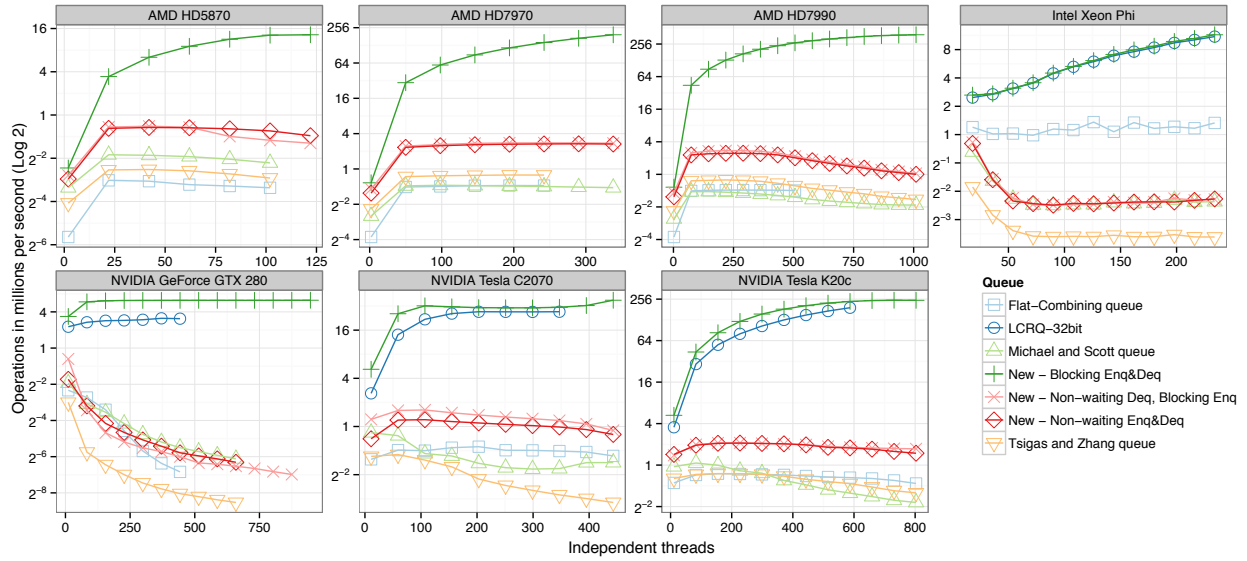 AMD HD5870
AMD HD7970
AMD HD7990
Intel Xeon Phi
16
4
1
2^−2
2^−4
2^−6
0 25 50 75 100 125
256
64
16
4
1
2^−2
2^−4
0 100 200 300 400
256
64
16
4
1
2^−2
2^−4
0 250 500 750 1000
8
4
2
1
2^−1
2^−2
2^−3
50 100 150 200
NVIDIA GeForce GTX 280
NVIDIA Tesla C2070
NVIDIA Tesla K20c
4
1
2^−2
2^−4
2^−6
2^−8
0 250 500 750
16
4
1
2^−2
0 100 200 300 400
256
64
16
4
1
2^−2
0 200 400 600 800
Operations in millions per second (Log 2)
Independent threads
Queue
Flat−Combining queue
LCRQ−32bit
Michael and Scott queue
New − Blocking Enq&Deq
New − Non−waiting Deq, Blocking Enq
New − Non−waiting Enq&Deq
Tsigas and Zhang queue